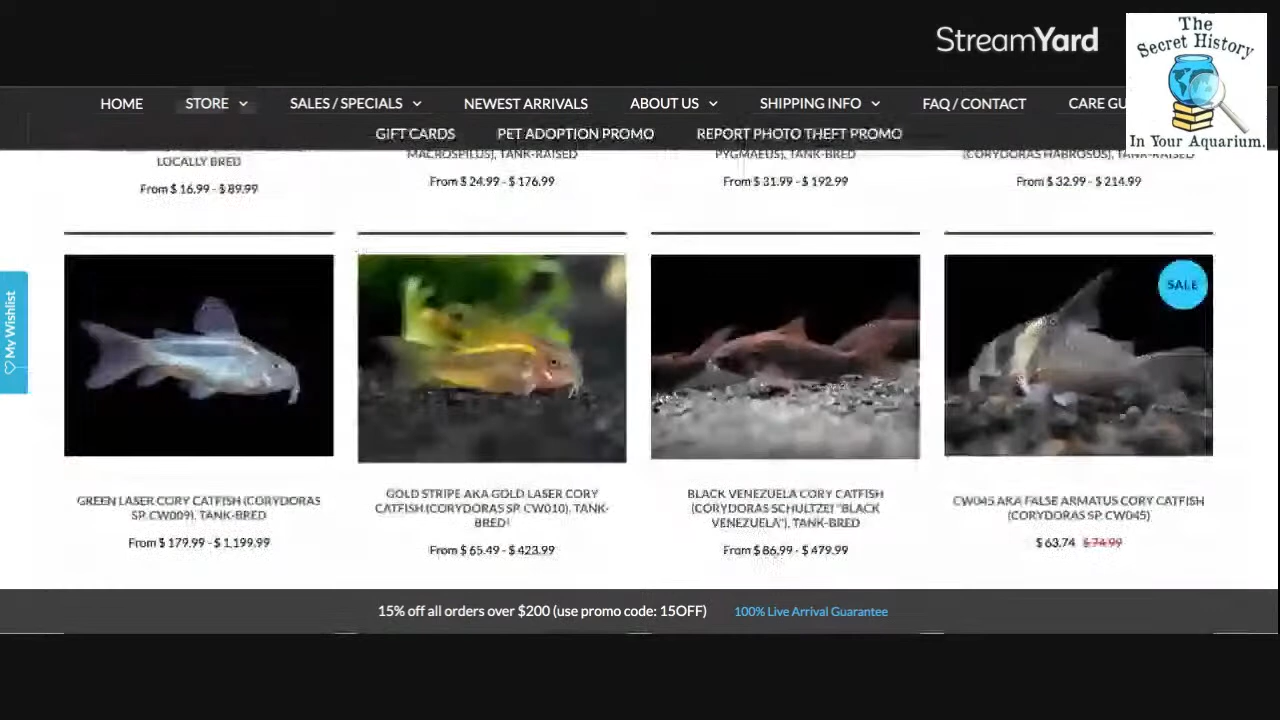 StreamYard
The
Secret History
In Your Aquarium.
HOME
STORE
SALES / SPECIALS
NEWEST ARRIVALS
ABOUT US
SHIPPING INFO
FAQ / CONTACT
CARE GU
GIFT CARDS
PET ADOPTION PROMO
REPORT PHOTO THEFT PROMO
LOCALLY BRED
MACROSPILUS), TANK-RAISED
PYGMAEUS), TANK-BRED
(CORYDORAS HABROSUS), TANK-RAISED
From $ 16.99 - $ 89.99
From $ 24.99 - $ 176.99
From $ 31.99 - $ 192.99
From $ 32.99 - $ 214.99
My Wishlist
SALE
GREEN LASER CORY CATFISH (CORYDORAS
SP. CW009), TANK-BRED
From $ 179.99 - $ 1,199.99
GOLD STRIPE AKA GOLD LASER CORY
CATFISH (CORYDORAS SP. CW010), TANK-
BRED!
From $ 65.49 - $ 423.99
BLACK VENEZUELA CORY CATFISH
(CORYDORAS SCHULTZEI "BLACK
VENEZUELA"), TANK-BRED
From $ 86.99 - $ 479.99
CW045 AKA FALSE ARMATUS CORY CATFISH
(CORYDORAS SP. CW045)
$ 63.74 $ 74.99
15% off all orders over $200 (use promo code: 15OFF)
100% Live Arrival Guarantee